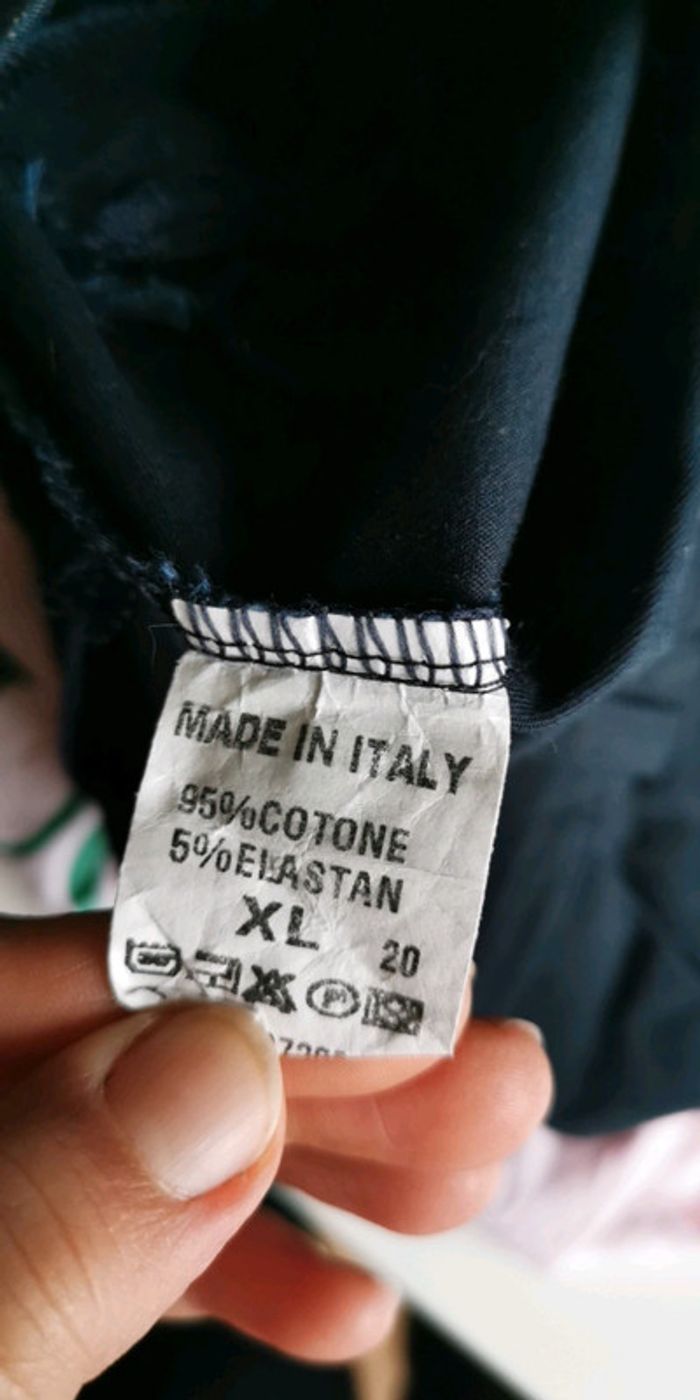 MADE IN ITALY
95%COTONE
5%ELASTAN
XL
20
P